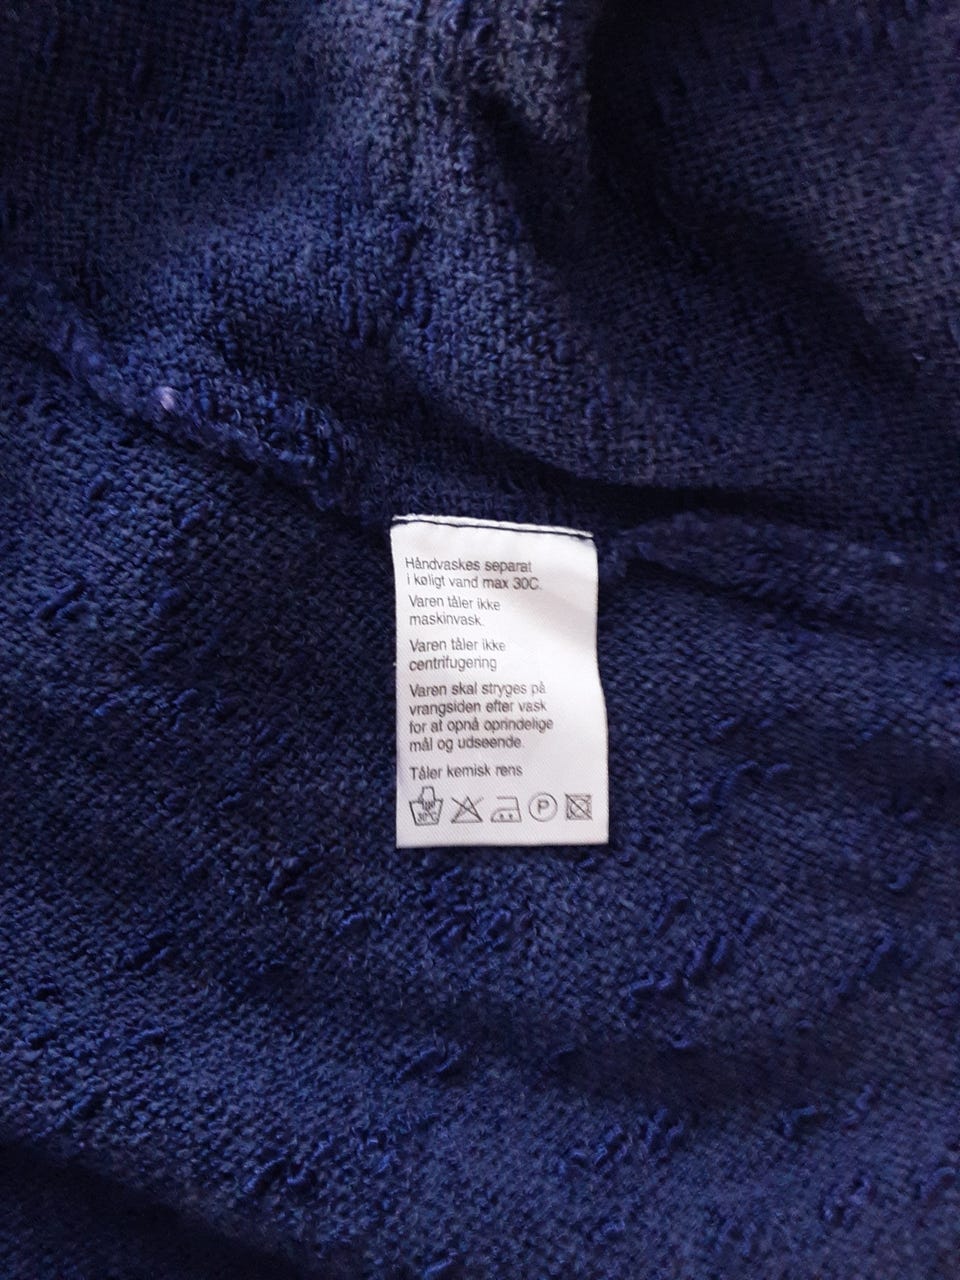 Håndvaskes separat
i køligt vand max 30C.
Varen tåler ikke
maskinvask.
Varen tåler ikke
centrifugering
Varen skal stryges på
vrangsiden efter vask
for at opnå oprindelige
mål og udseende.
Tåler kemisk rens
30°C P